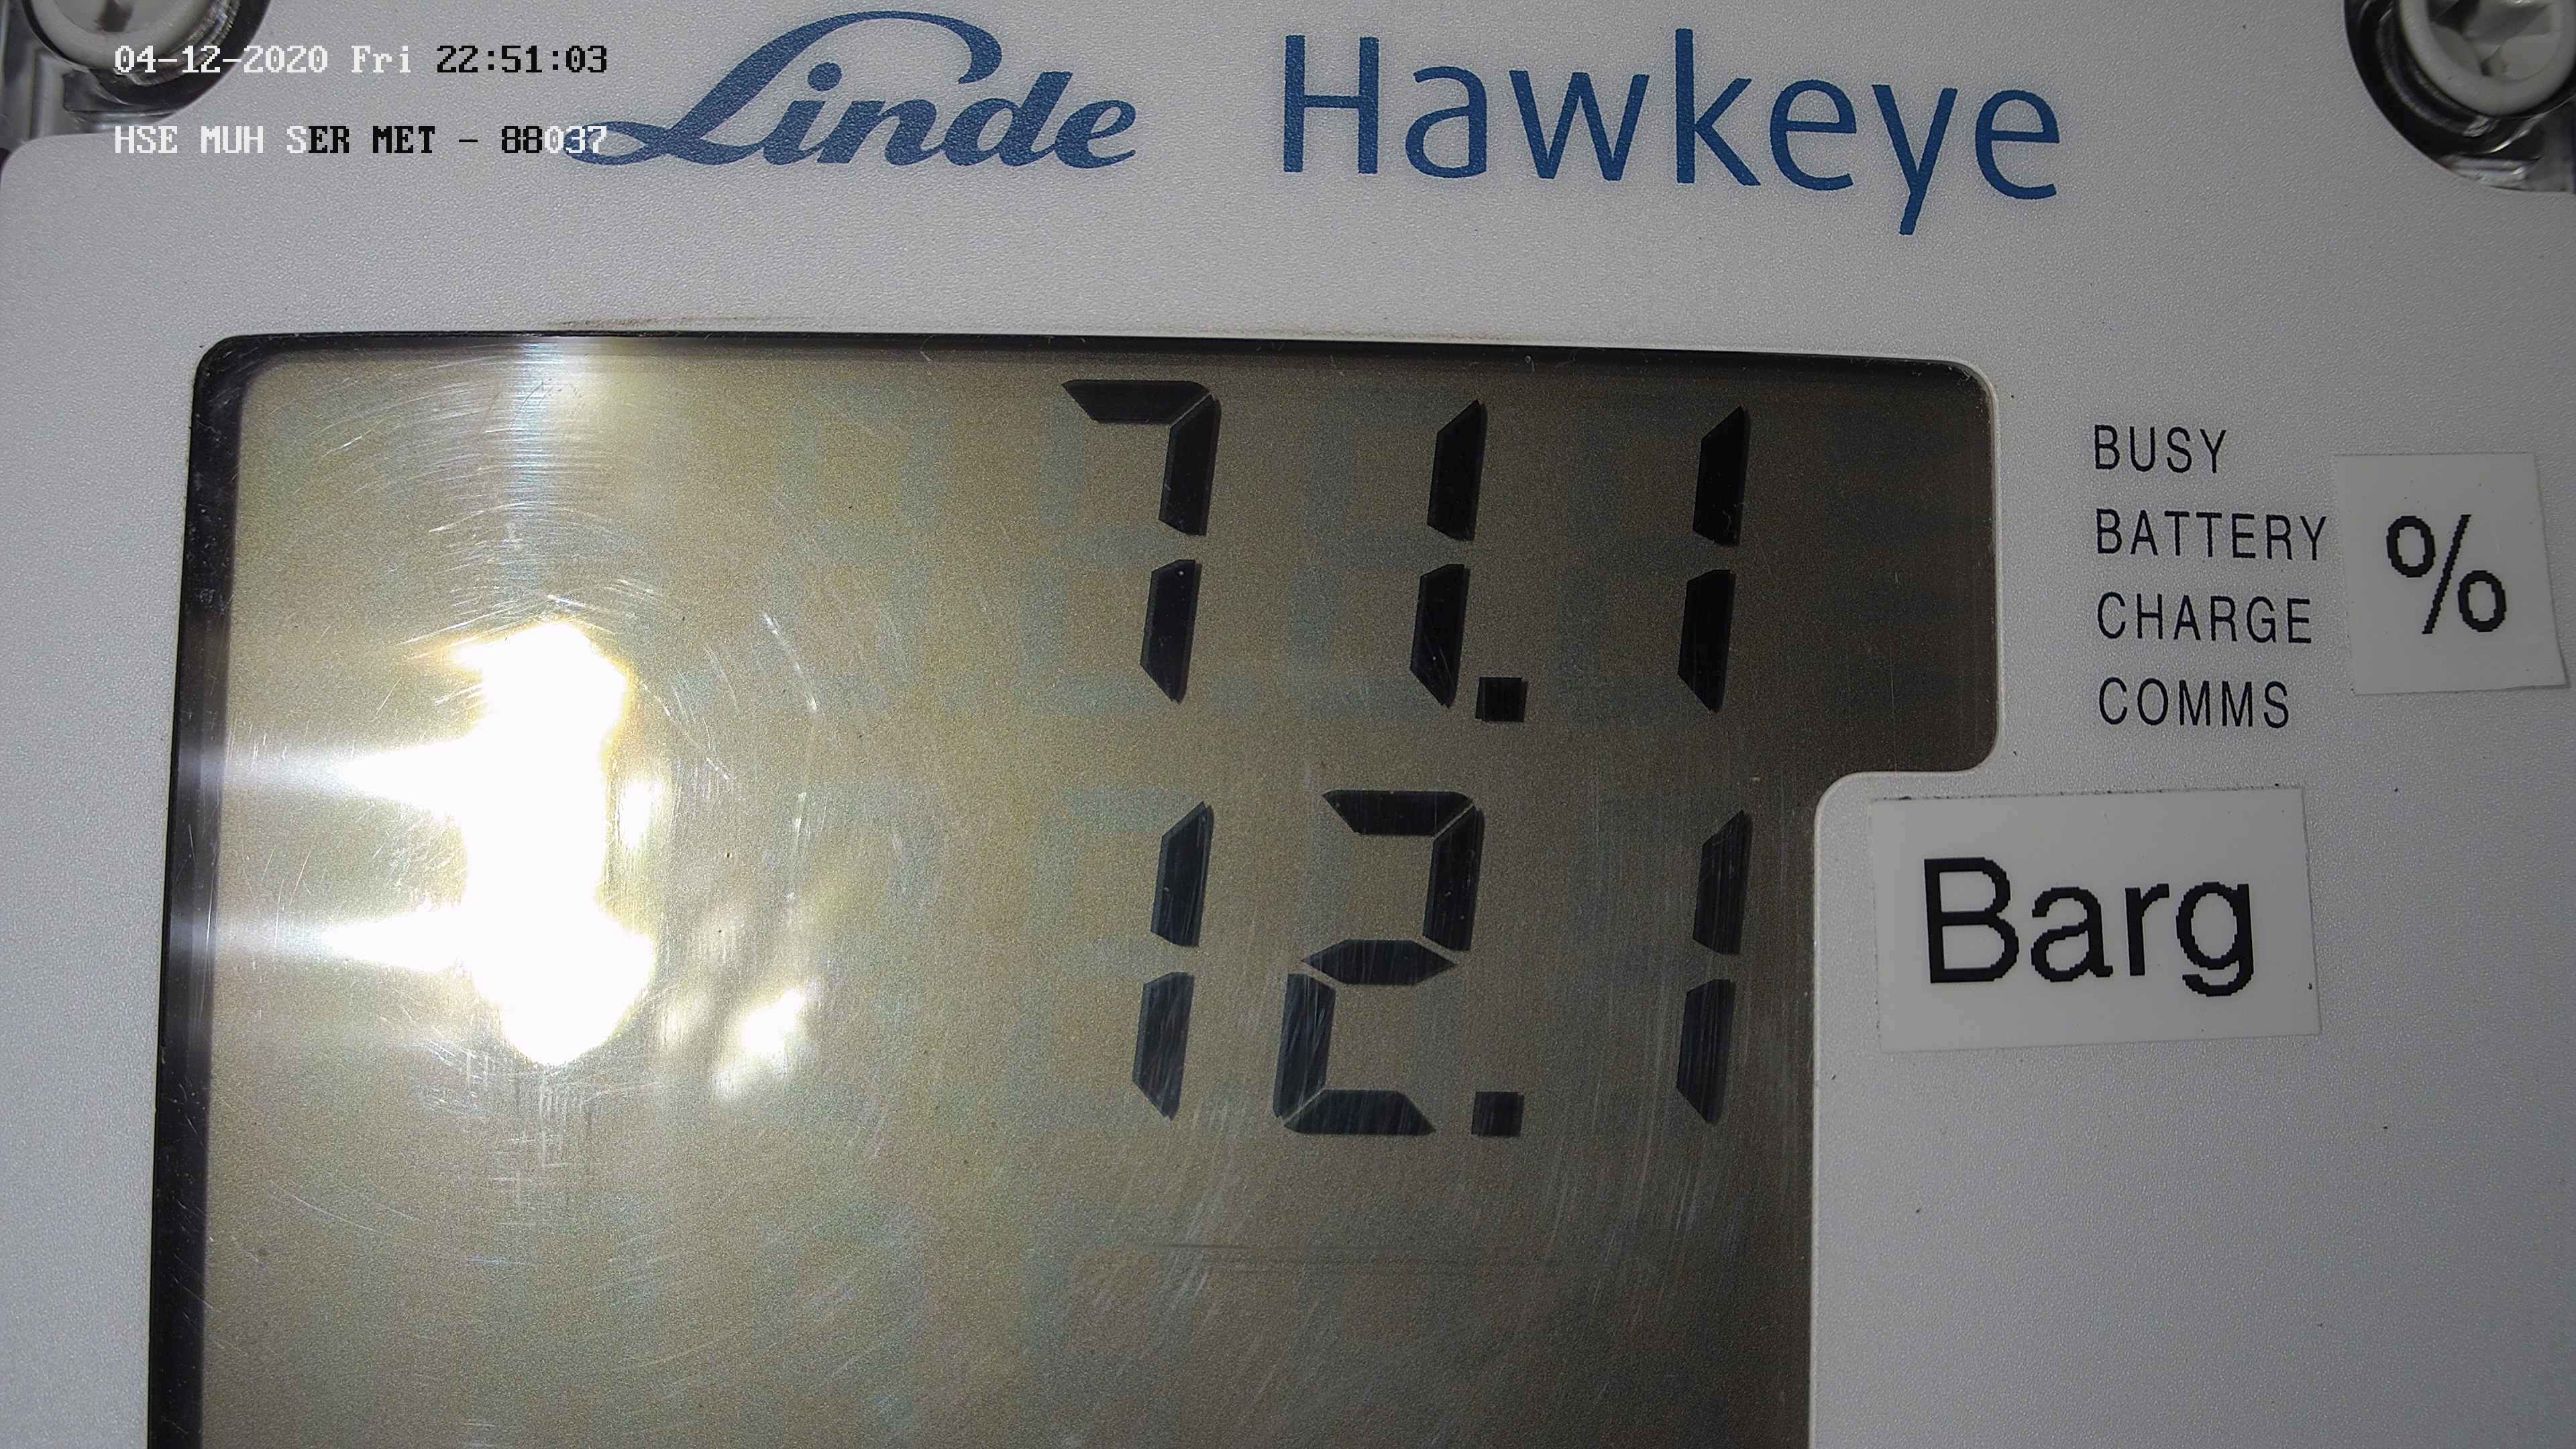 04-12-2020 Fri 22:51:03
HSE MUH SER MET - 88037
Linde Hawkeye
71.1
BUSY
BATTERY
CHARGE
COMMS
%
12.1
Barg